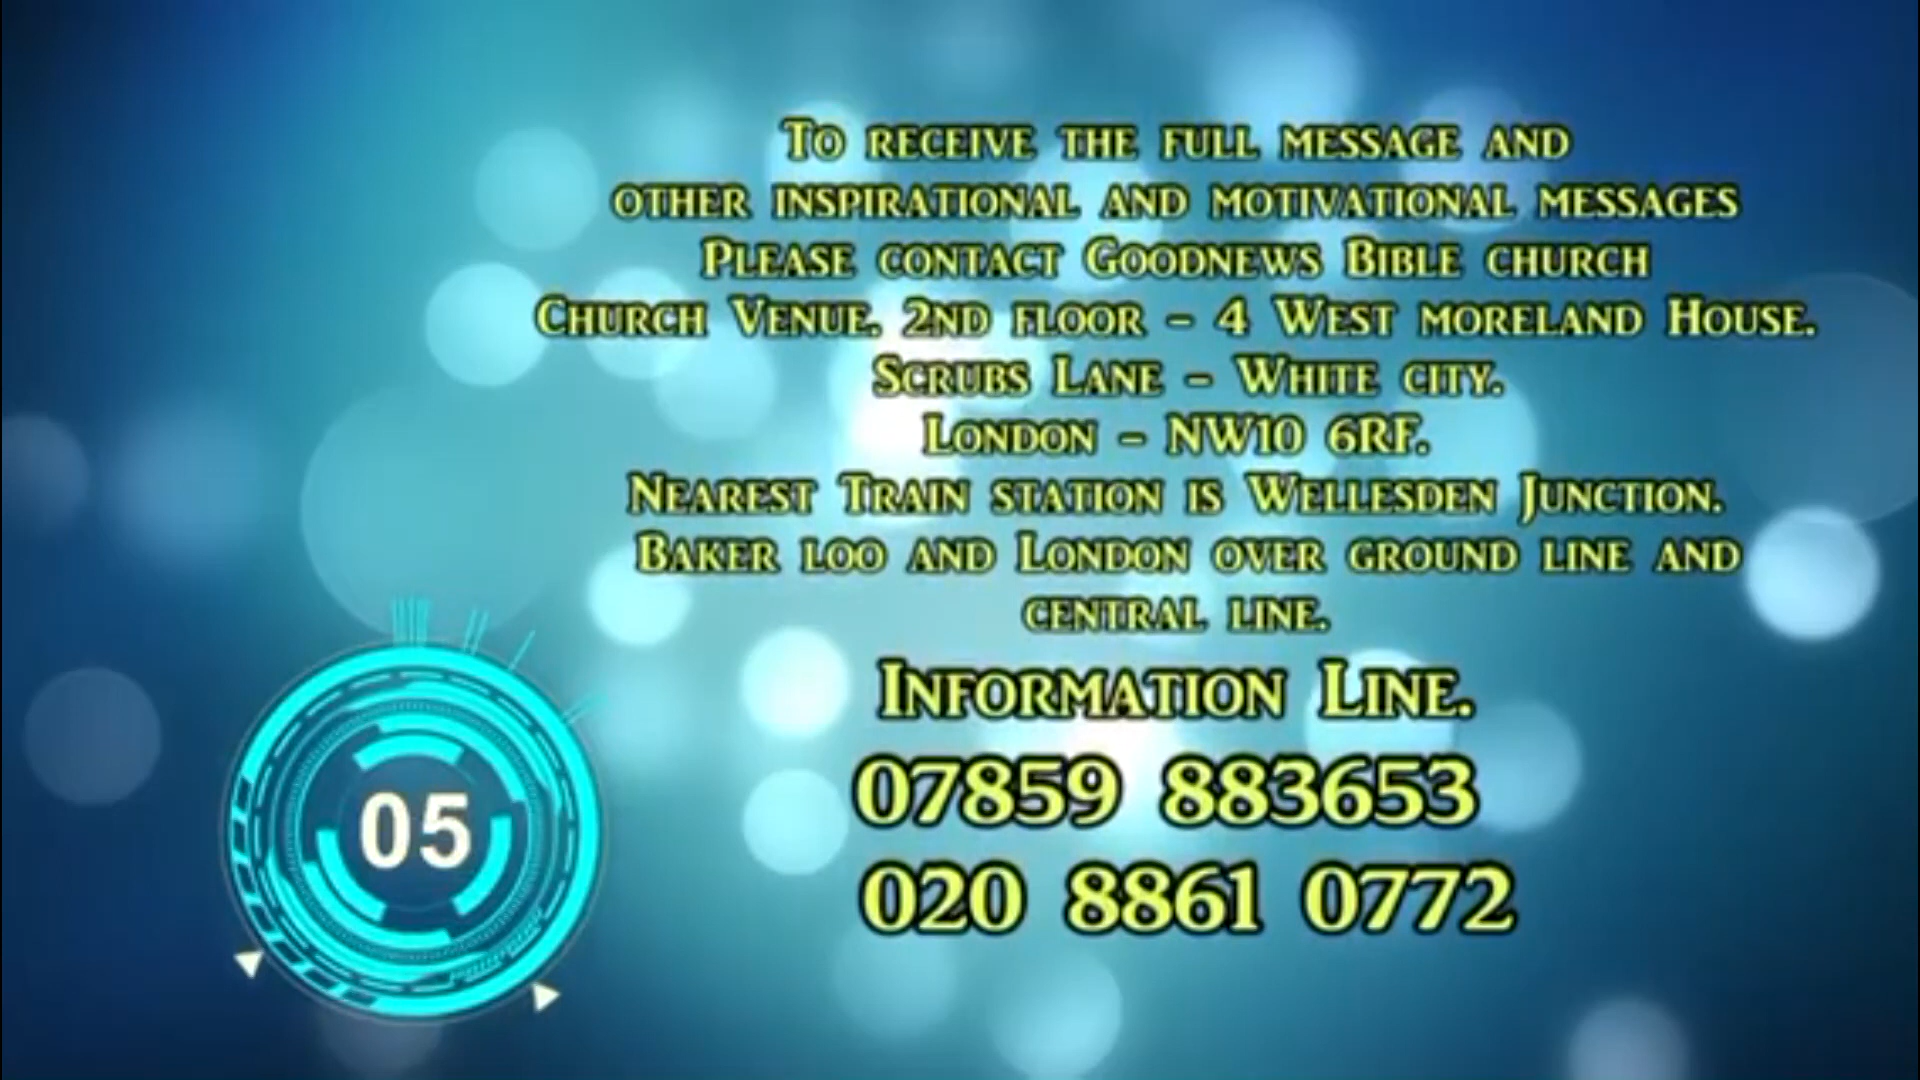 To receive the full message and
other inspirational and motivational messages
Please contact Goodnews Bible church
Church Venue. 2nd floor - 4 West moreland House.
Scrubs Lane - White city.
London - NW10 6RF.
Nearest Train station is Wellesden Junction.
Baker loo and London over ground line and
central line.
Information Line.
07859 883653
020 8861 0772
05